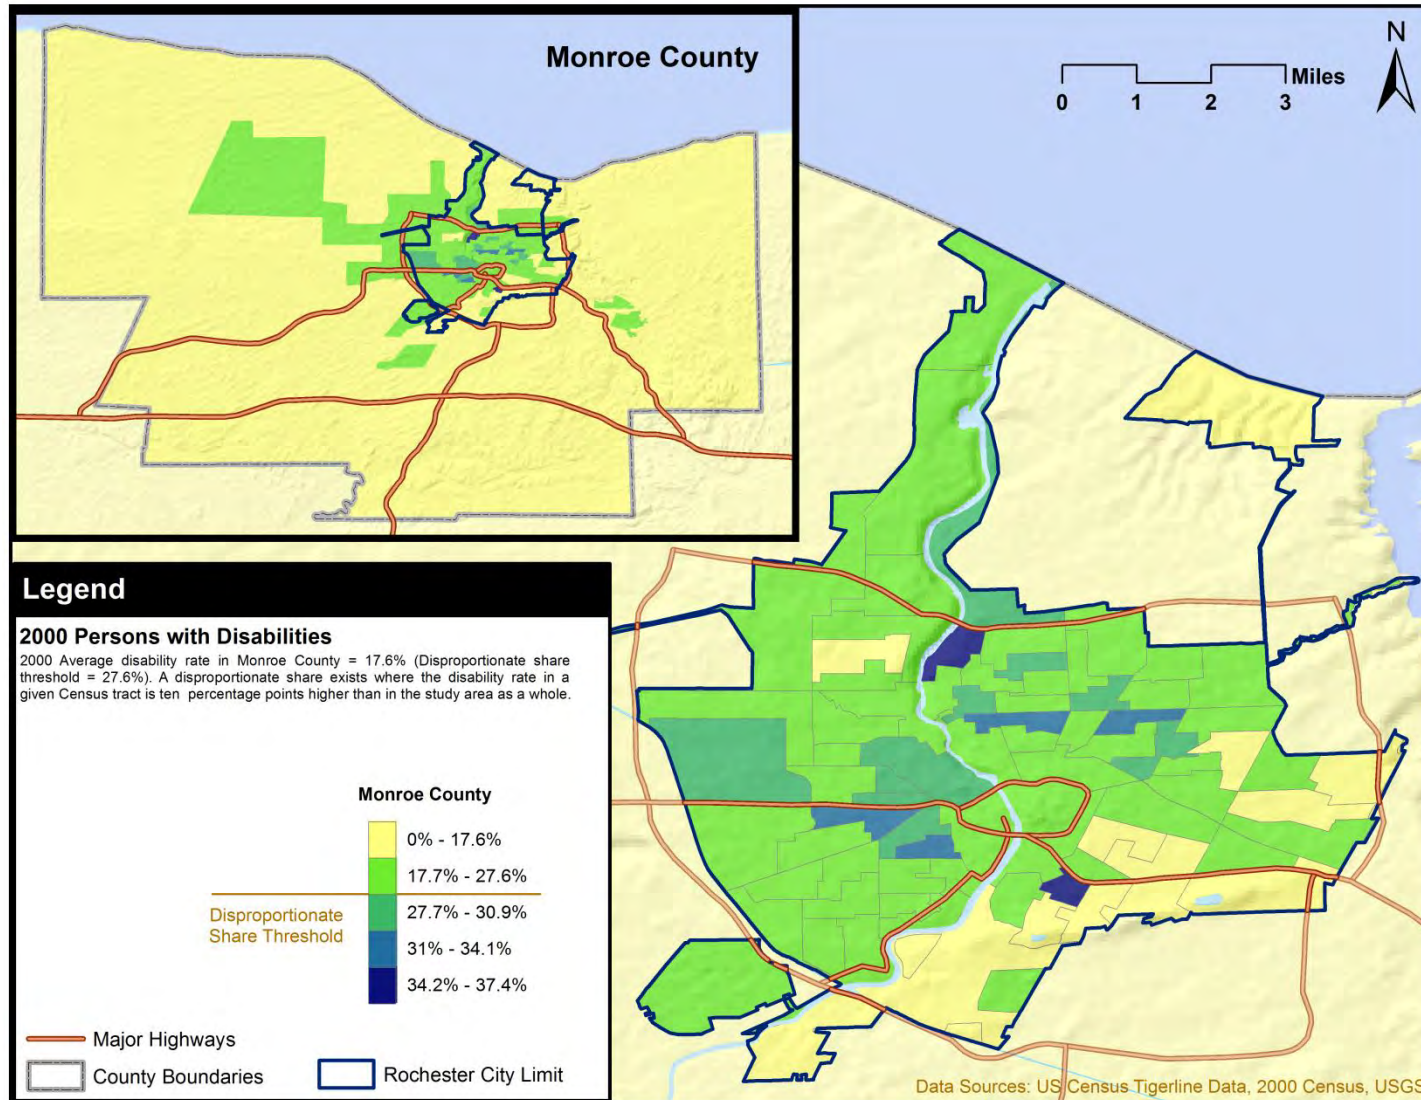 Monroe County
N
Miles
0 1 2 3
Legend
2000 Persons with Disabilities
2000 Average disability rate in Monroe County = 17.6% (Disproportionate share
threshold = 27.6%). A disproportionate share exists where the disability rate in a
given Census tract is ten percentage points higher than in the study area as a whole.
Monroe County
0% - 17.6%
17.7% - 27.6%
Disproportionate
Share Threshold
27.7% - 30.9%
31% - 34.1%
34.2% - 37.4%
Major Highways
County Boundaries
Rochester City Limit
Data Sources: US Census Tigerline Data, 2000 Census, USGS